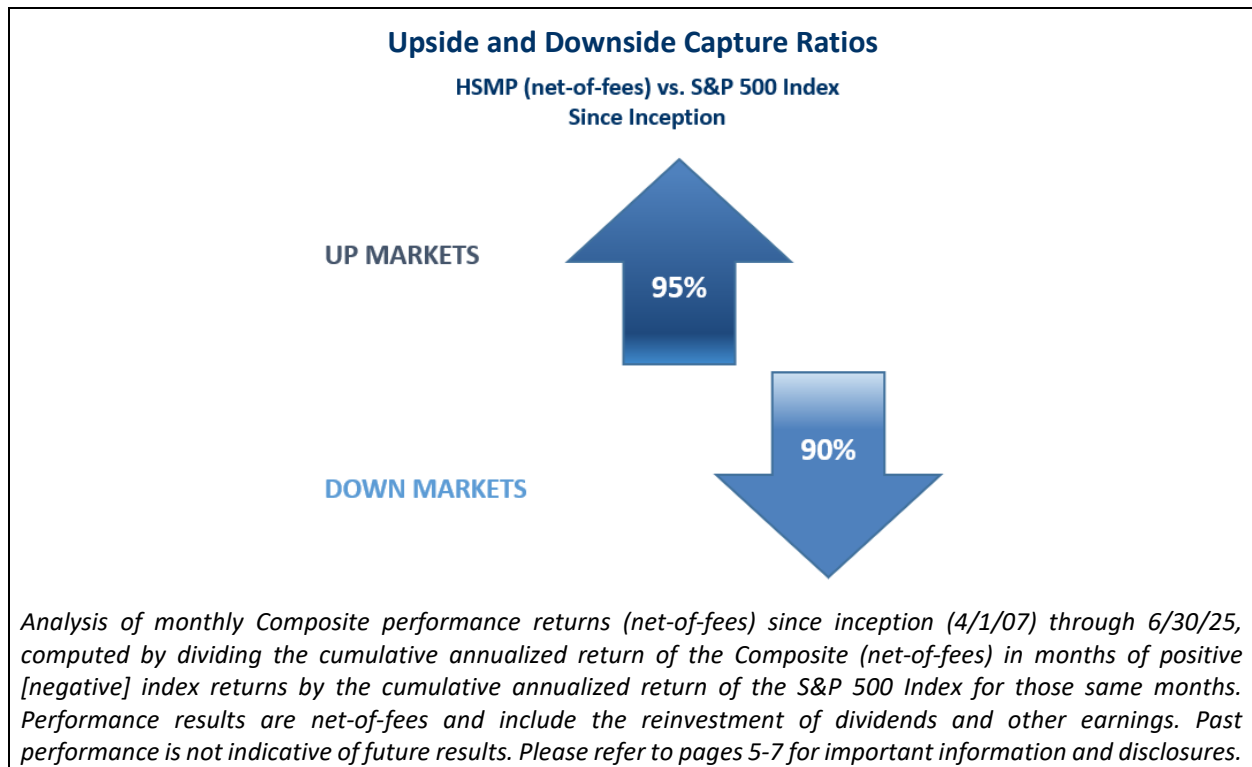 Upside and Downside Capture Ratios
HSMP (net-of-fees) vs. S&P 500 Index
Since Inception
UP MARKETS
95%
90%
DOWN MARKETS
Analysis of monthly Composite performance returns (net-of-fees) since inception (4/1/07) through 6/30/25,
computed by dividing the cumulative annualized return of the Composite (net-of-fees) in months of positive
[negative] index returns by the cumulative annualized return of the S&P 500 Index for those same months.
Performance results are net-of-fees and include the reinvestment of dividends and other earnings. Past
performance is not indicative of future results. Please refer to pages 5-7 for important information and disclosures.